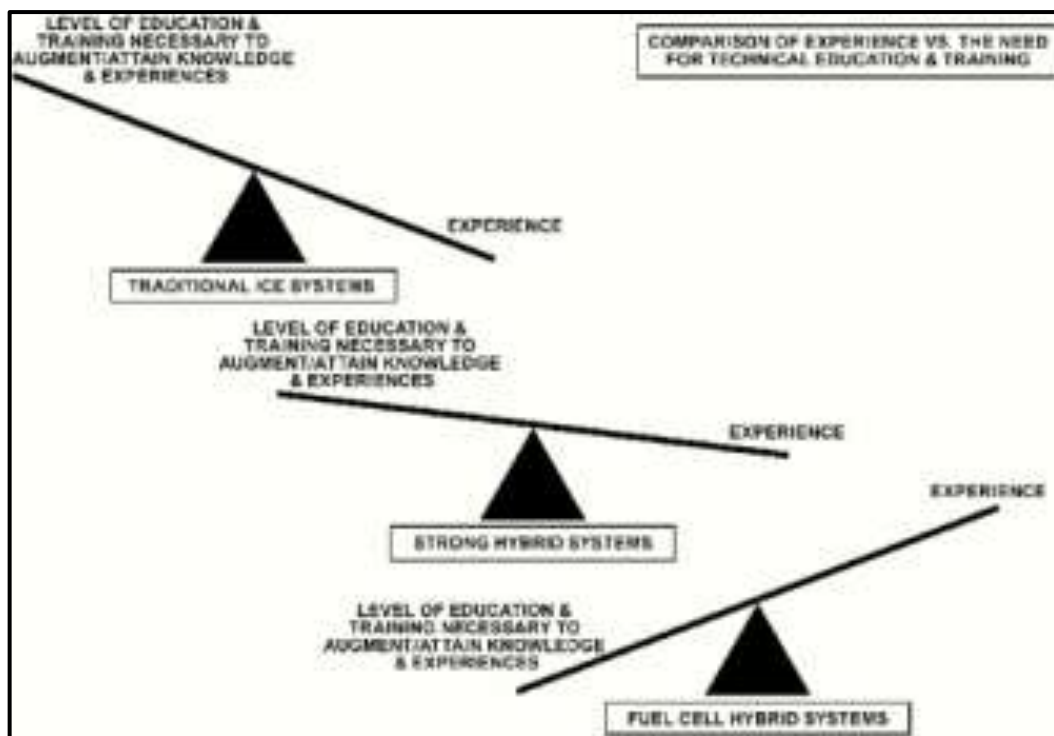 LEVEL OF EDUCATION &
TRAINING NECESSARY TO
AUGMENT/ATTAIN KNOWLEDGE
& EXPERIENCES
COMPARISON OF EXPERIENCE VS. THE NEED
FOR TECHNICAL EDUCATION & TRAINING
EXPERIENCE
TRADITIONAL ICE SYSTEMS
LEVEL OF EDUCATION &
TRAINING NECESSARY TO
AUGMENT/ATTAIN KNOWLEDGE
& EXPERIENCES
EXPERIENCE
STRONG HYBRID SYSTEMS
EXPERIENCE
LEVEL OF EDUCATION &
TRAINING NECESSARY TO
AUGMENT/ATTAIN KNOWLEDGE
& EXPERIENCES
FUEL CELL HYBRID SYSTEMS